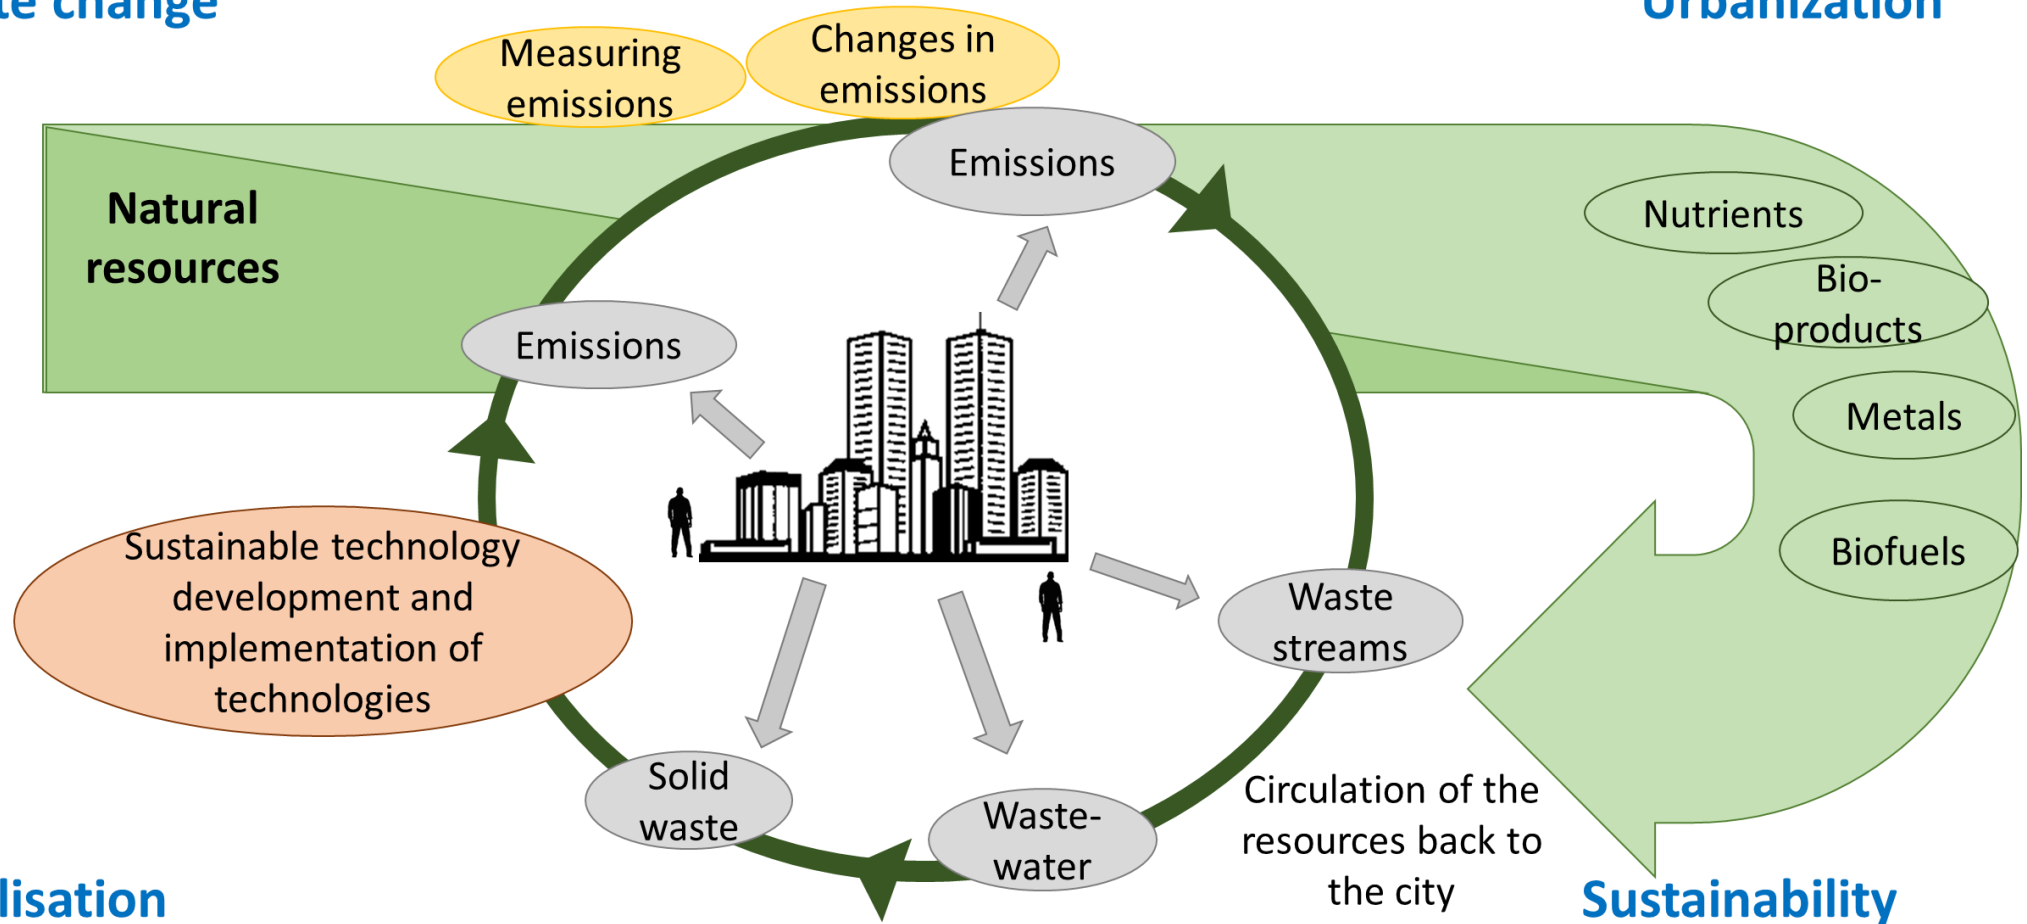 te change
Urbanization
Measuring
emissions
Changes in
emissions
Emissions
Natural
resources
Nutrients
Bio-
products
Emissions
Metals
Biofuels
Sustainable technology
development and
implementation of
technologies
Waste
streams
Solid
waste
Waste-
water
Circulation of the
resources back to
the city
lisation
Sustainability